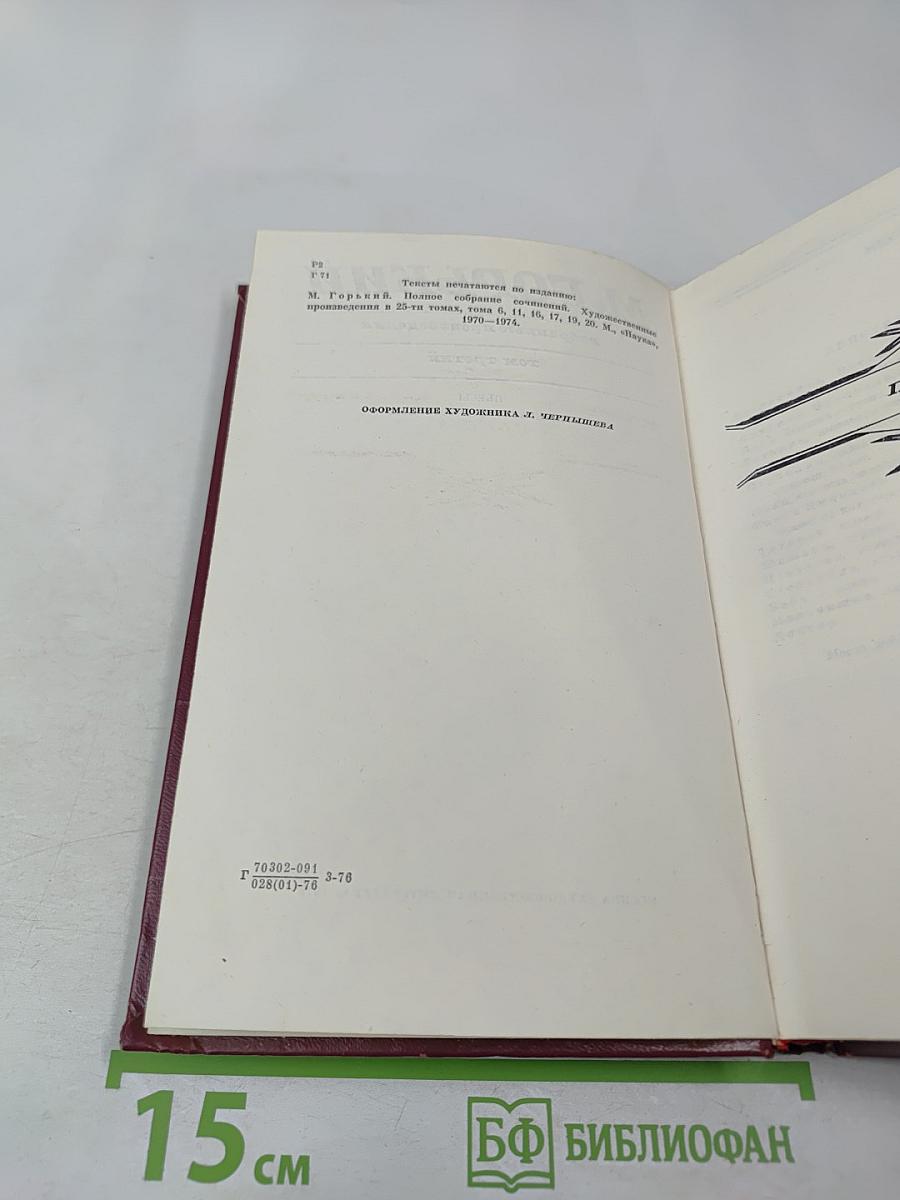 Р2
Г 71
Тексты печатаются по изданию:
М. Горький. Полное собрание сочинений. Художественные
произведения в 25-ти томах, тома 6, 11, 16, 17, 19, 20. М., «Наука»,
1970—1974.
ОФОРМЛЕНИЕ ХУДОЖНИКА Л. ЧЕРНЫШЕВА
Г 70302-091
028(01)-76 3-76
15 см
БФ БИБЛИОФАН